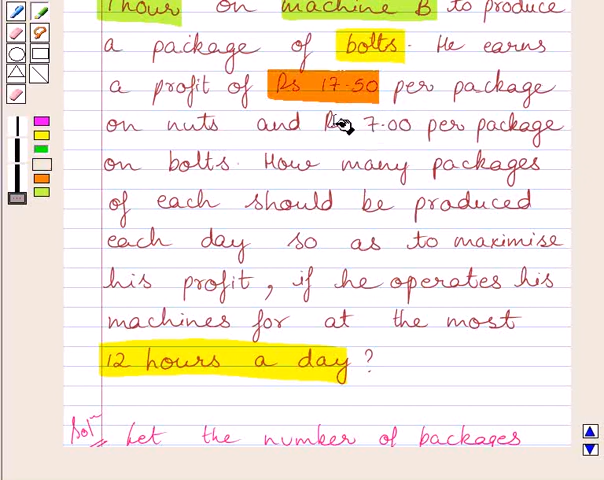 1 hour on machine B to produce
a package of bolts. He earns
a profit of Rs 17.50 per package
on nuts and Rs 7.00 per package
on bolts. How many packages
of each should be produced
each day so as to maximise
his profit, if he operates his
machines for at the most
12 hours a day?
Solⁿ Let the number of packages